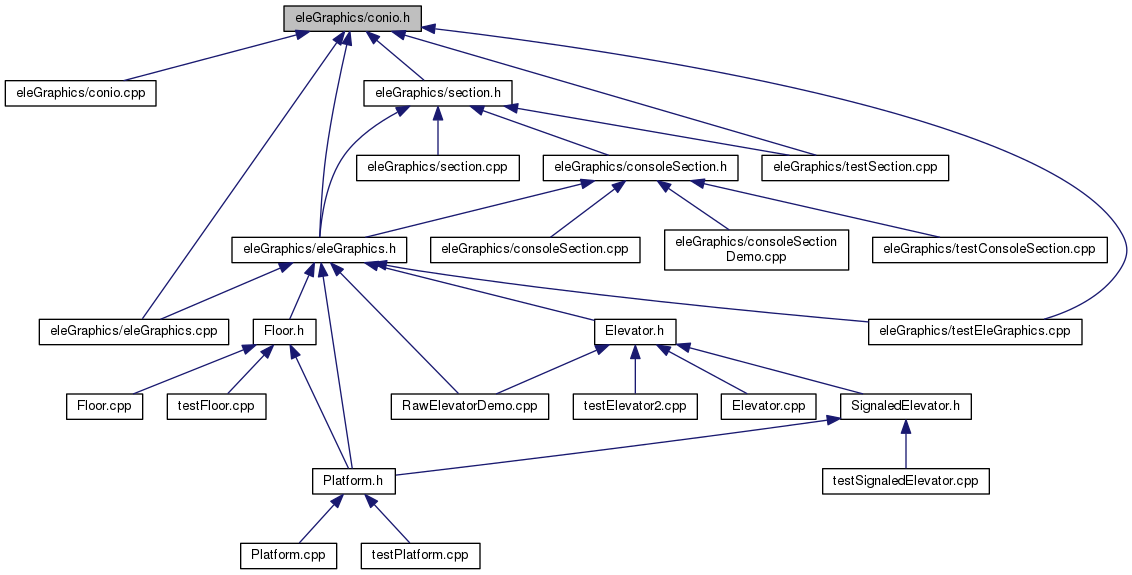 eleGraphics/conio.h
eleGraphics/conio.cpp
eleGraphics/section.h
eleGraphics/section.cpp
eleGraphics/consoleSection.h
eleGraphics/testSection.cpp
eleGraphics/eleGraphics.h
eleGraphics/consoleSection.cpp
eleGraphics/consoleSection
Demo.cpp
eleGraphics/testConsoleSection.cpp
eleGraphics/eleGraphics.cpp
Floor.h
Elevator.h
eleGraphics/testEleGraphics.cpp
Floor.cpp
testFloor.cpp
RawElevatorDemo.cpp
testElevator2.cpp
Elevator.cpp
SignaledElevator.h
Platform.h
testSignaledElevator.cpp
Platform.cpp
testPlatform.cpp